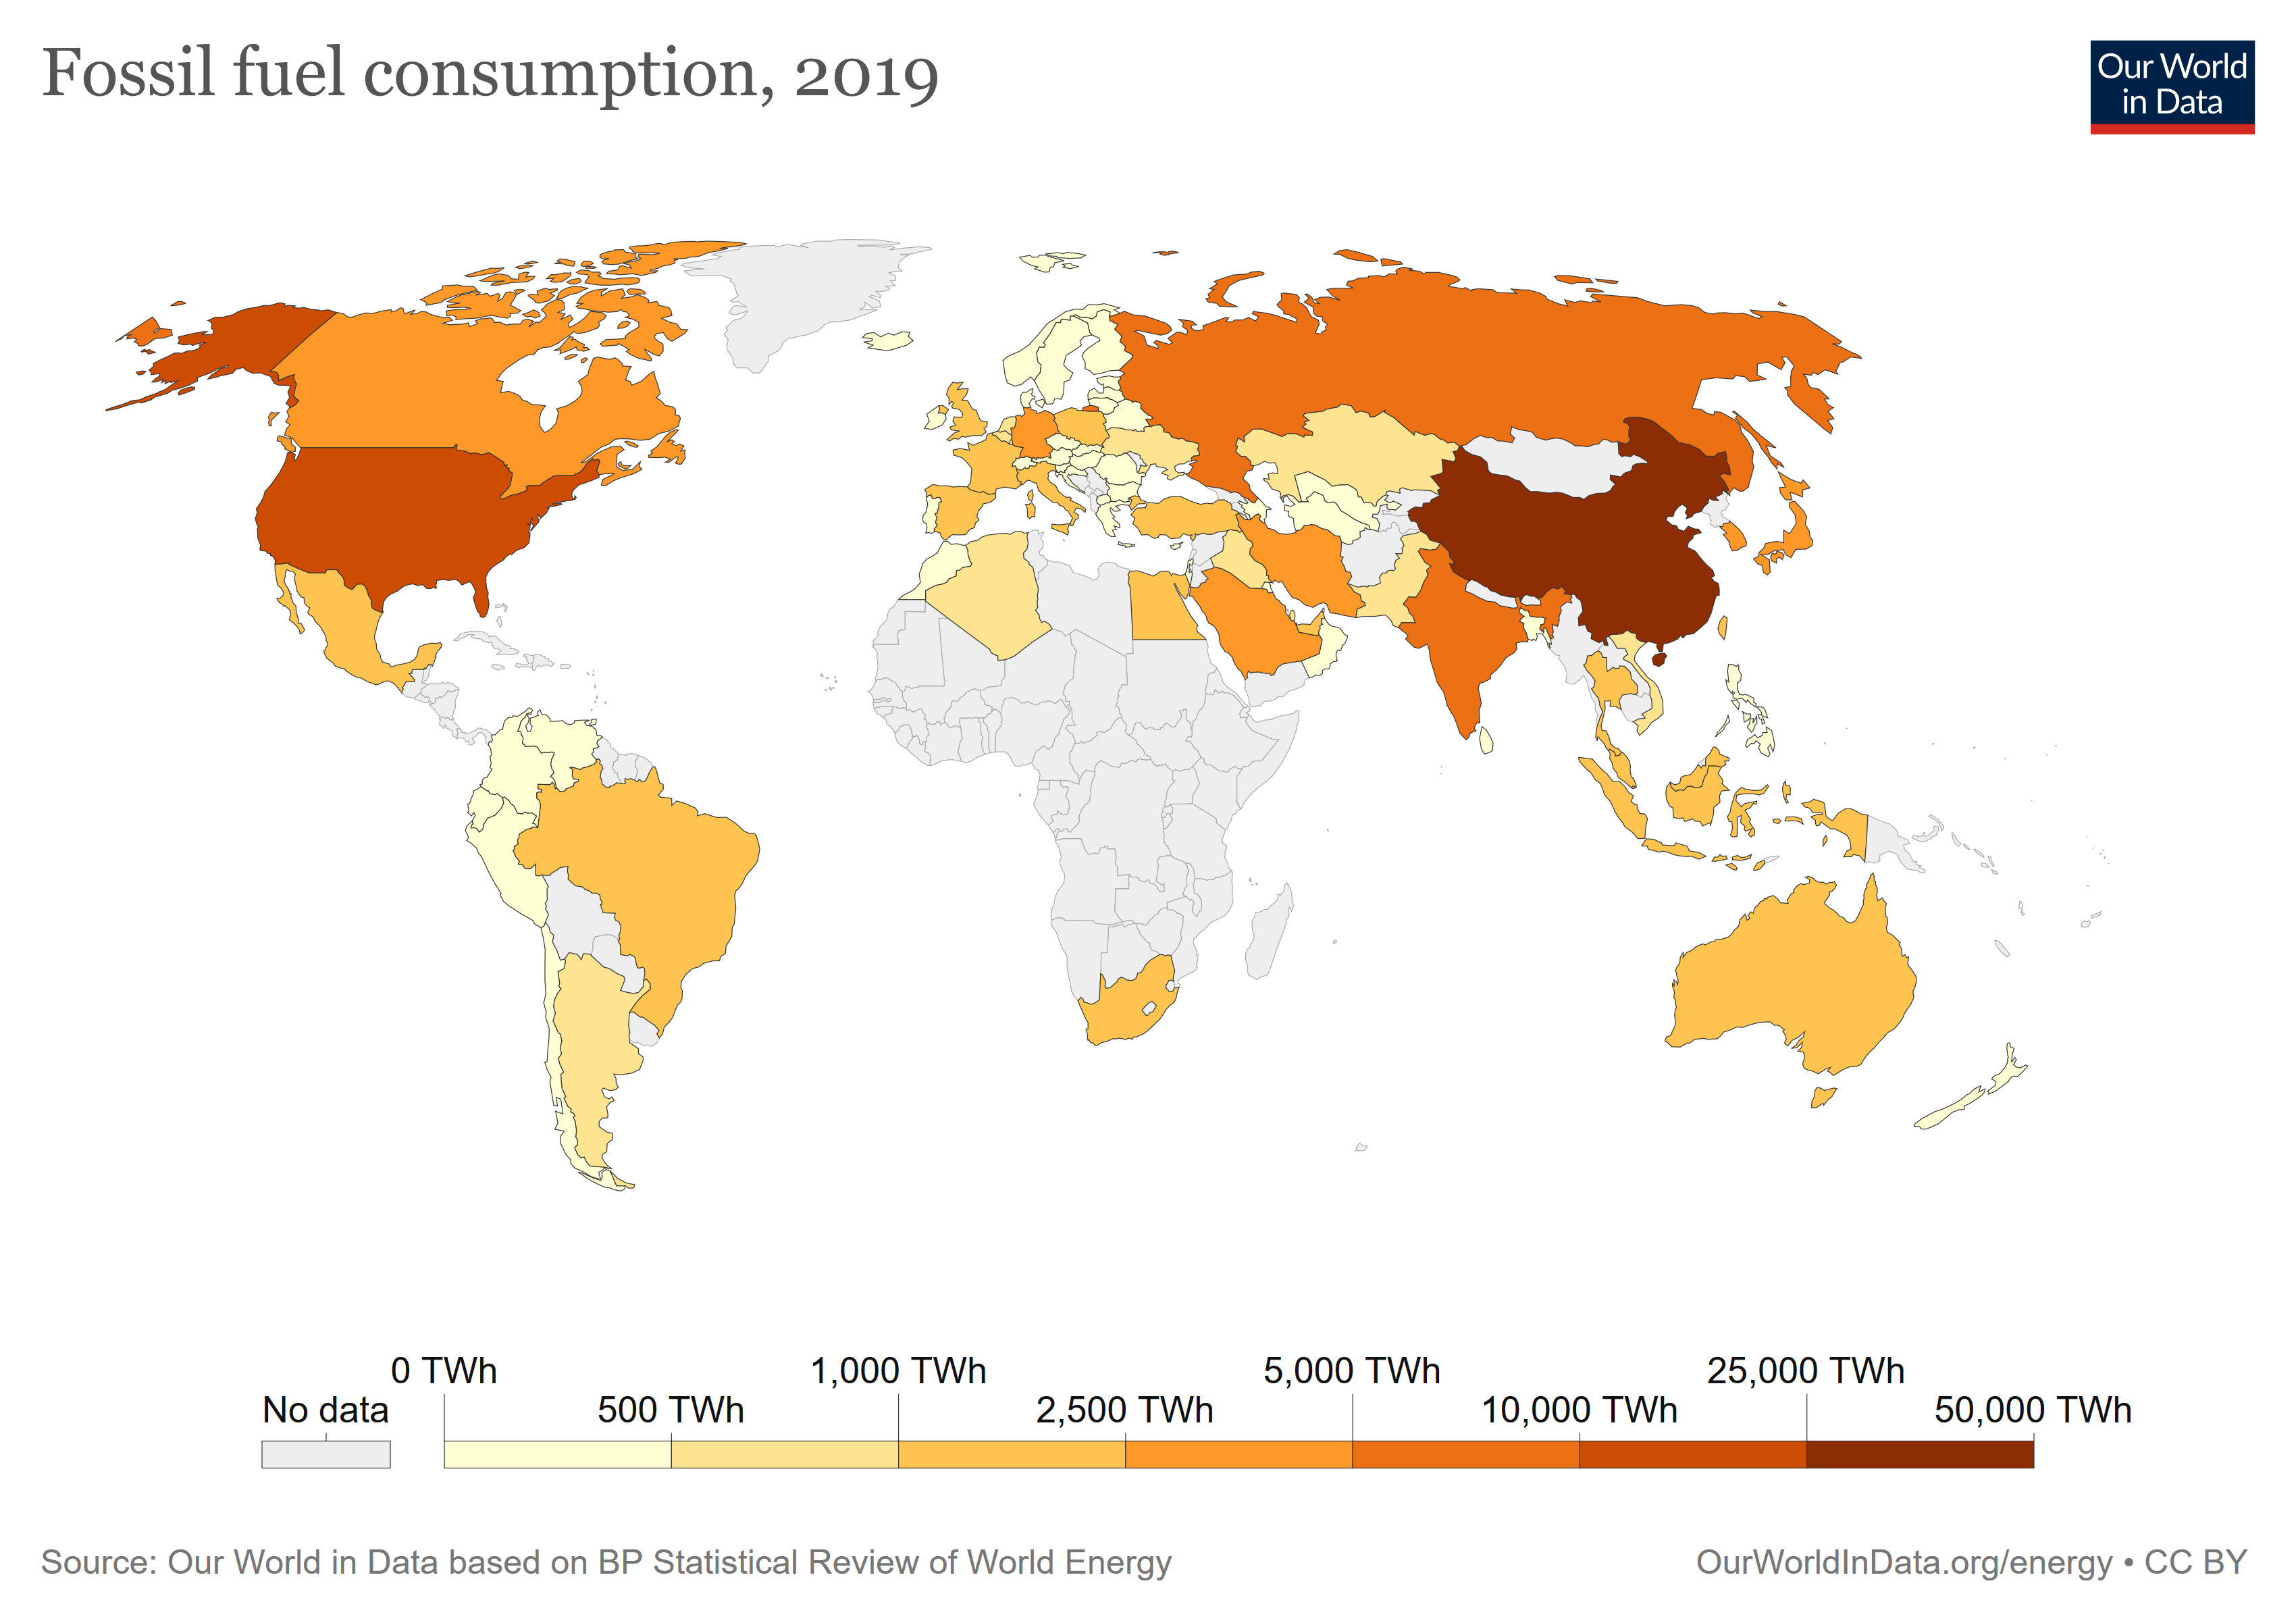 Fossil fuel consumption, 2019
Our World
in Data
0 TWh
1,000 TWh
5,000 TWh
25,000 TWh
No data
500 TWh
2,500 TWh
10,000 TWh
50,000 TWh
Source: Our World in Data based on BP Statistical Review of World Energy
OurWorldInData.org/energy • CC BY